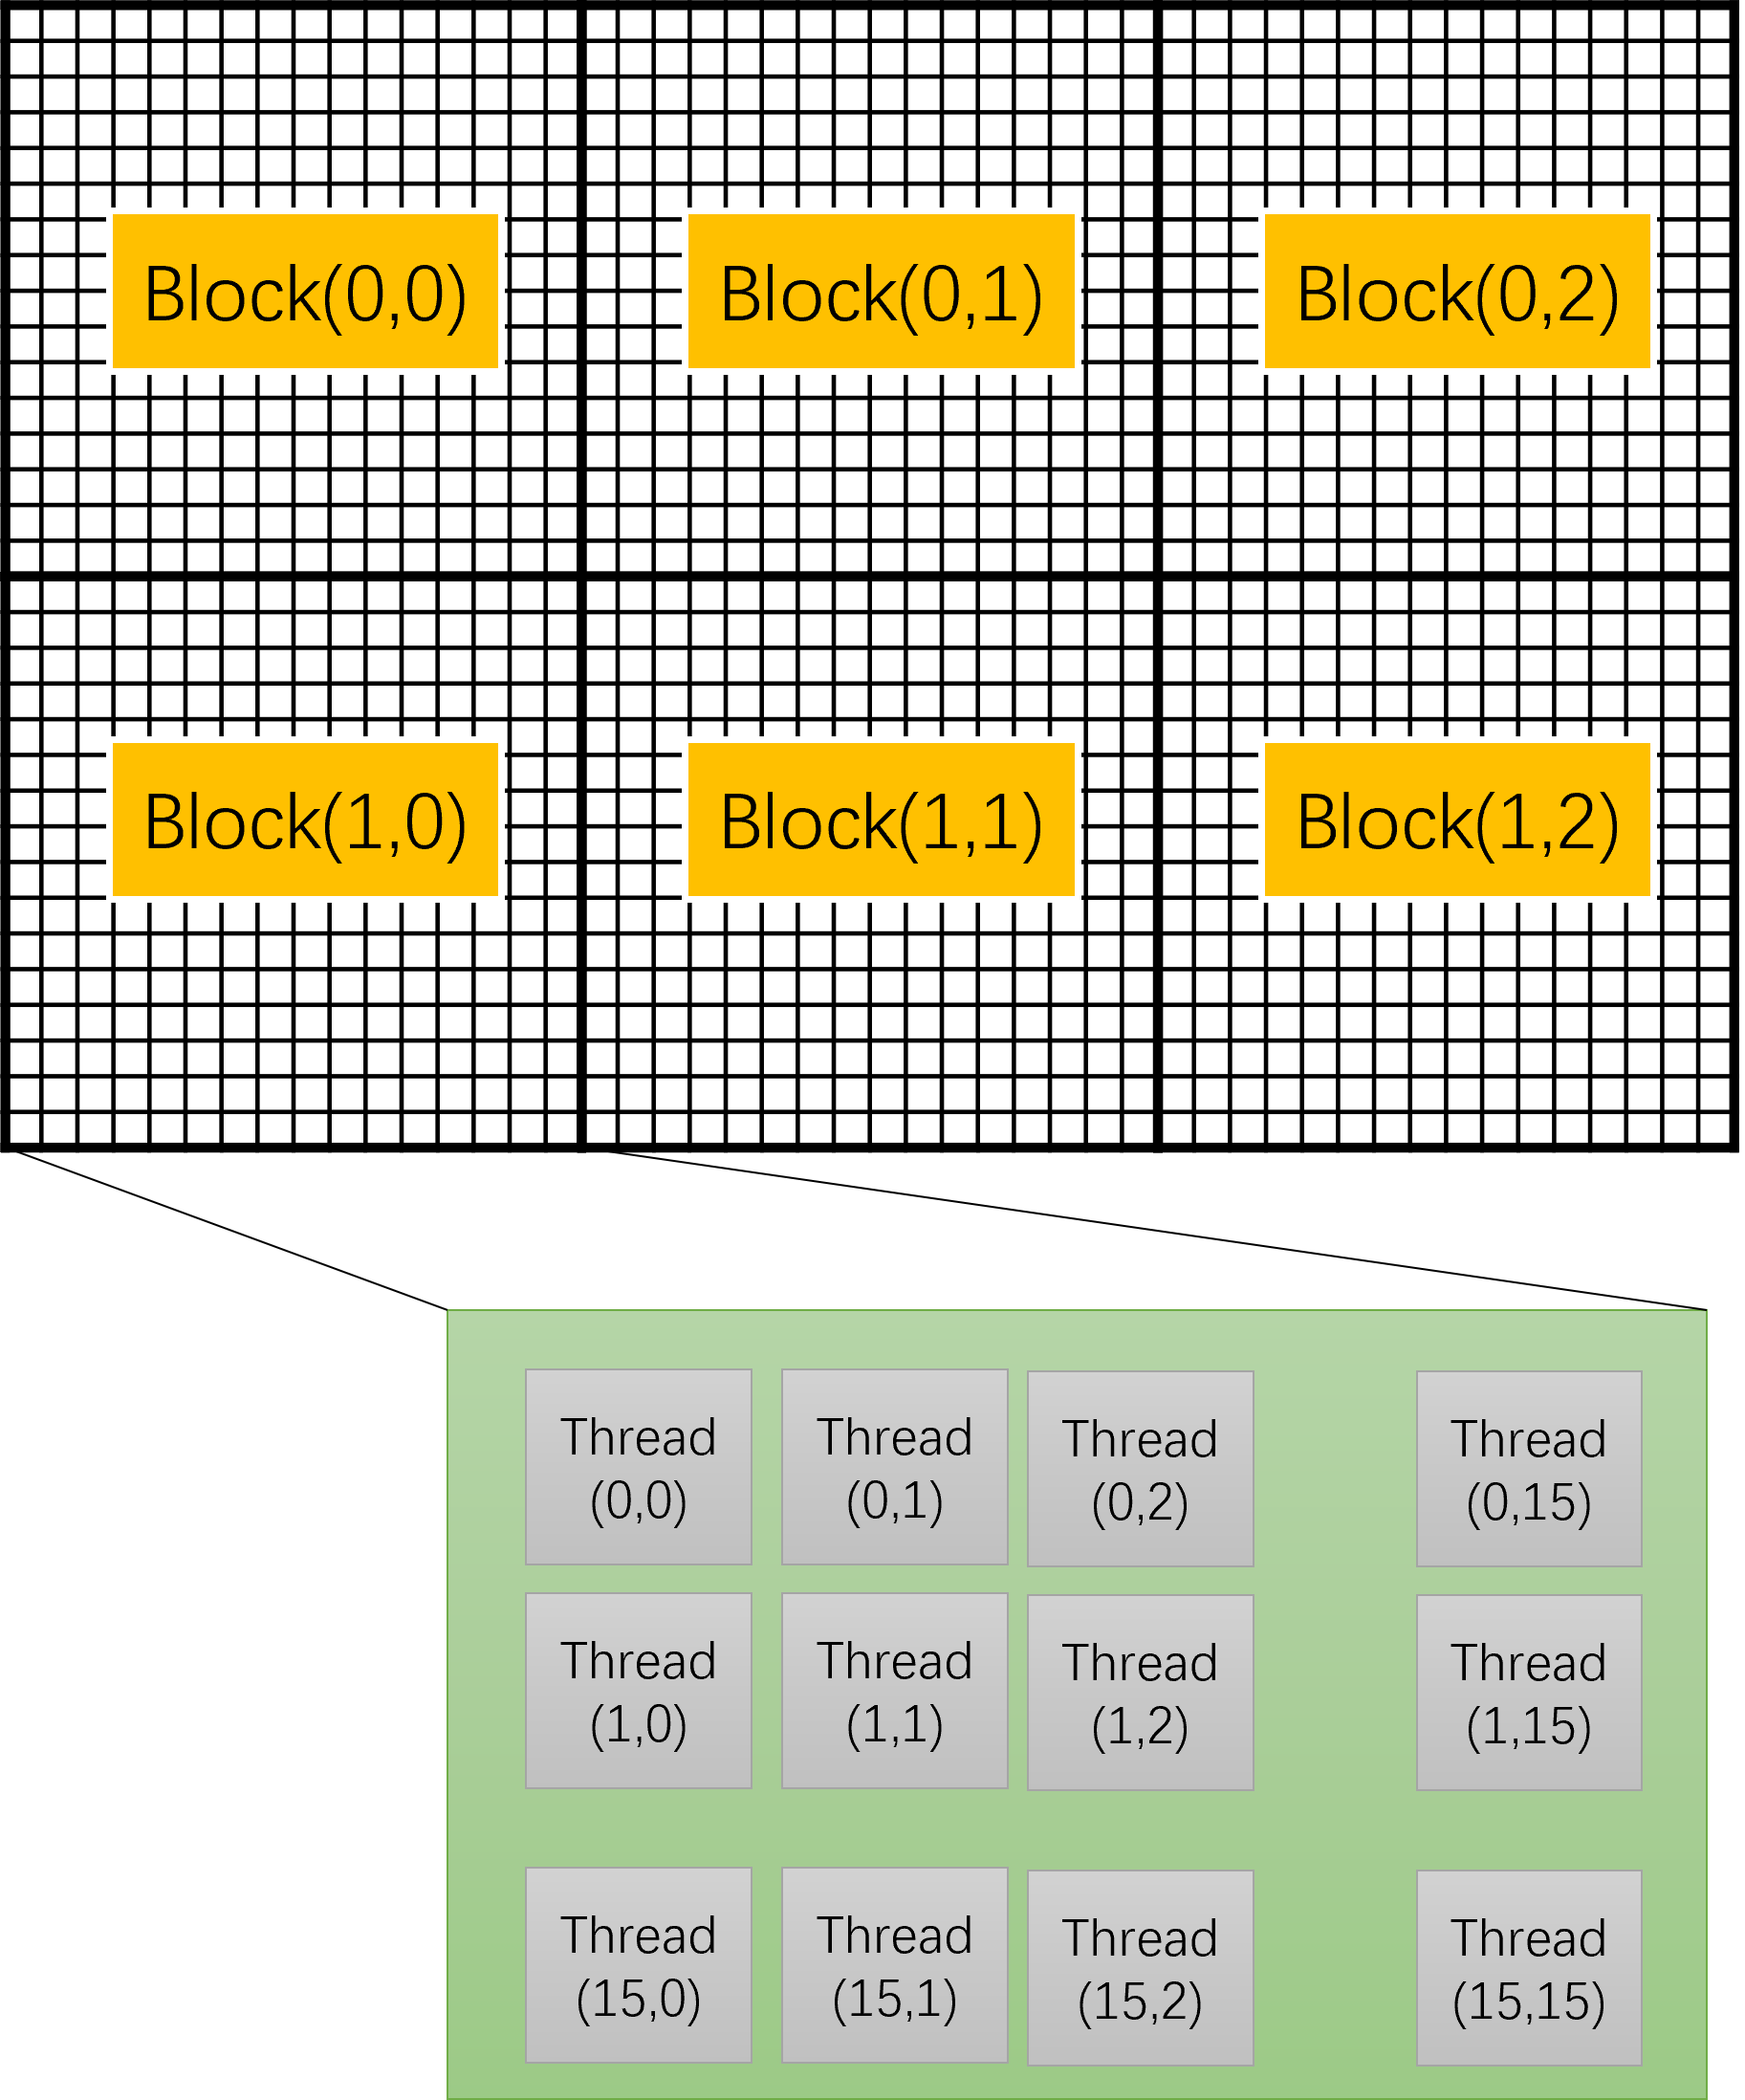 Block(0,0)
Block(0,1)
Block(0,2)
Block(1,0)
Block(1,1)
Block(1,2)
Thread
(0,0)
Thread
(0,1)
Thread
(0,2)
Thread
(0,15)
Thread
(1,0)
Thread
(1,1)
Thread
(1,2)
Thread
(1,15)
Thread
(15,0)
Thread
(15,1)
Thread
(15,2)
Thread
(15,15)